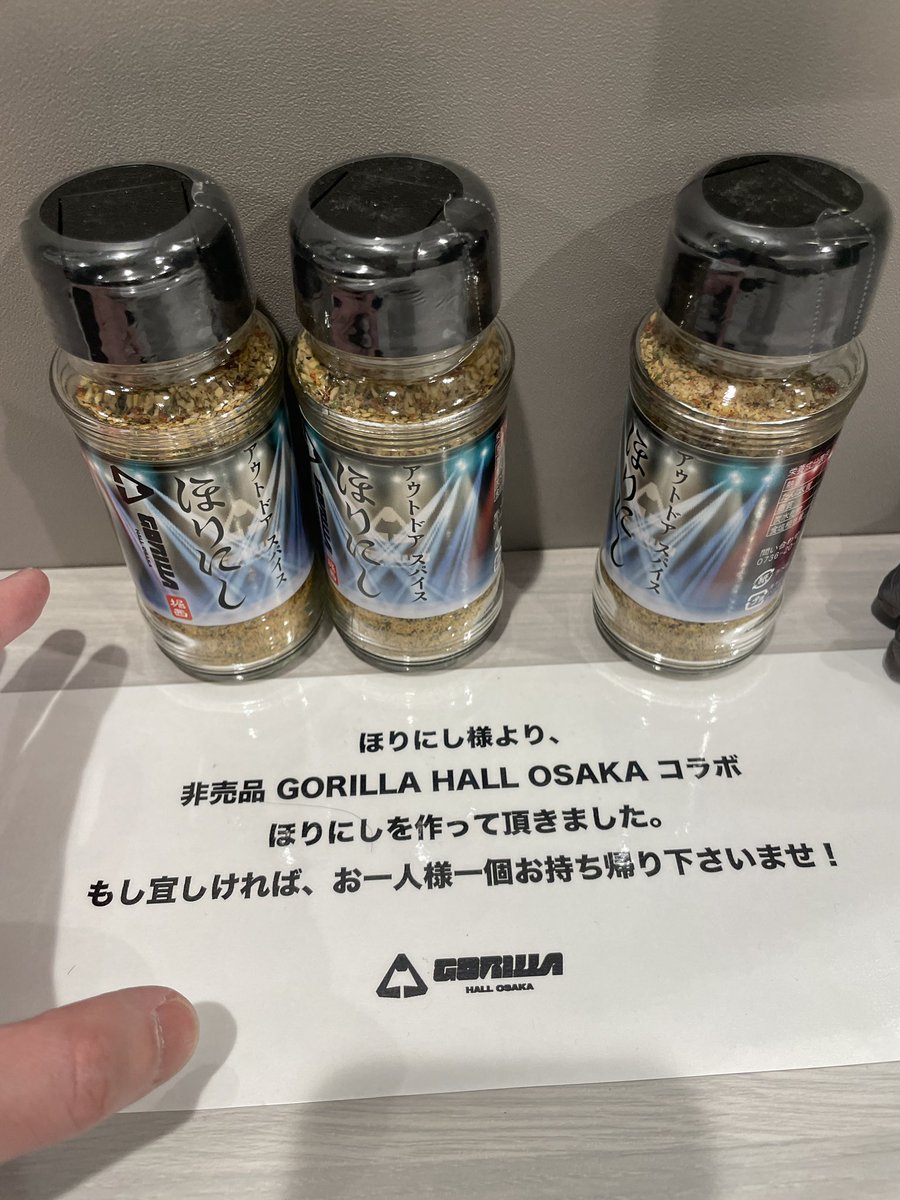 GORILLA
HALL OSAKA
ほりにし
アウトドアスパイス
堀西
ほりにし
アウトドアスパイス
ほりにし
アウトドアスパイス
ほりにし様より、
非売品 GORILLA HALL OSAKA コラボ
ほりにしを作って頂きました。
もし宜しければ、お一人様一個お持ち帰り下さいませ！
GORILLA
HALL OSAKA